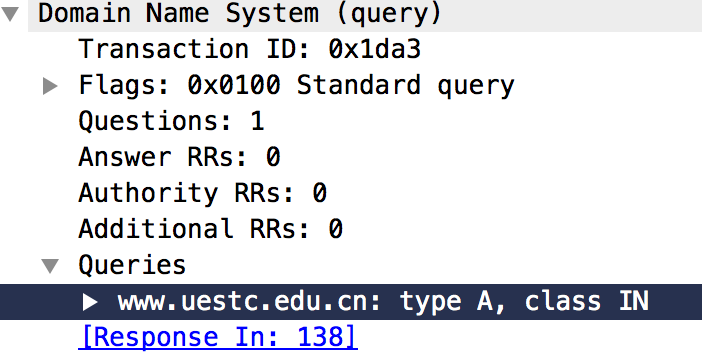 Domain Name System (query)
Transaction ID: 0x1da3
Flags: 0x0100 Standard query
Questions: 1
Answer RRs: 0
Authority RRs: 0
Additional RRs: 0
Queries
www.uestc.edu.cn: type A, class IN
[Response In: 138]